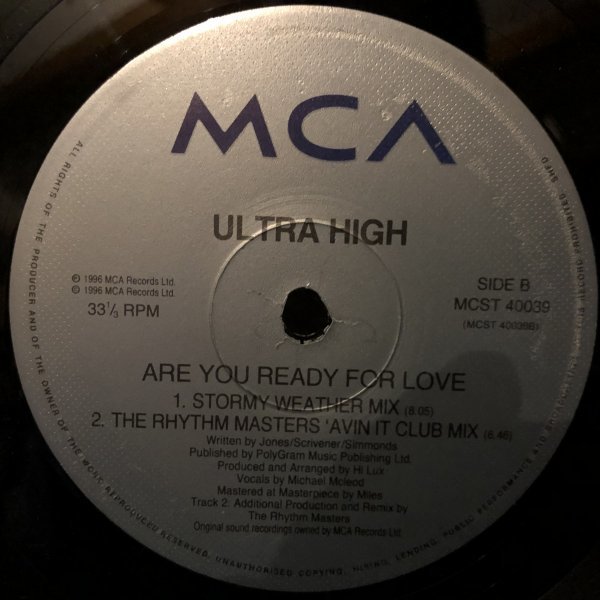 MCA
ULTRA HIGH
℗ 1996 MCA Records Ltd.
© 1996 MCA Records Ltd.
33⅓ RPM
SIDE B
MCST 40039
(MCST 40039B)
ARE YOU READY FOR LOVE
1. STORMY WEATHER MIX (8.05)
2. THE RHYTHM MASTERS 'AVIN IT CLUB MIX (6.46)
Written by Jones/Scrivener/Simmonds
Published by PolyGram Music Publishing Ltd.
Produced and Arranged by Hi Lux
Vocals by Michael Mcleod
Mastered at Masterpiece by Miles
Track 2: Additional Production and Remix by
The Rhythm Masters
Original sound recordings owned by MCA Records Ltd.
ALL RIGHTS OF THE PRODUCER AND OF THE OWNER OF THE WORK REPRODUCED RESERVED. UNAUTHORISED COPYING, HIRING, LENDING, PUBLIC PERFORMANCE AND BROADCASTING OF THIS RECORD PROHIBITED.